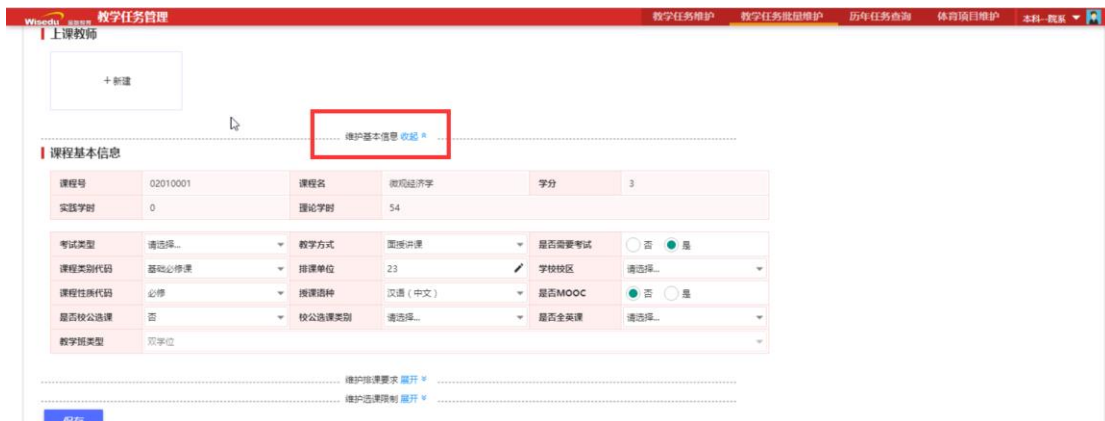 Wisedu 教学任务管理 教学任务维护 教学任务批量维护 历年任务查询 体育项目维护 本科--院系
上课教师
+新建
维护基本信息 收起
课程基本信息
课程号 02010001 课程名 微观经济学 学分 3
实践学时 0 理论学时 54
考试类型 请选择... 教学方式 面授讲课 是否需要考试 否 是
课程类别代码 基础必修课 排课单位 23 学校校区 请选择...
课程性质代码 必修 授课语种 汉语（中文） 是否MOOC 否 是
是否校公选课 否 校公选课类别 请选择... 是否全英课 请选择...
教学班类型 双学位
维护排课要求 展开
维护选课限制 展开
保存